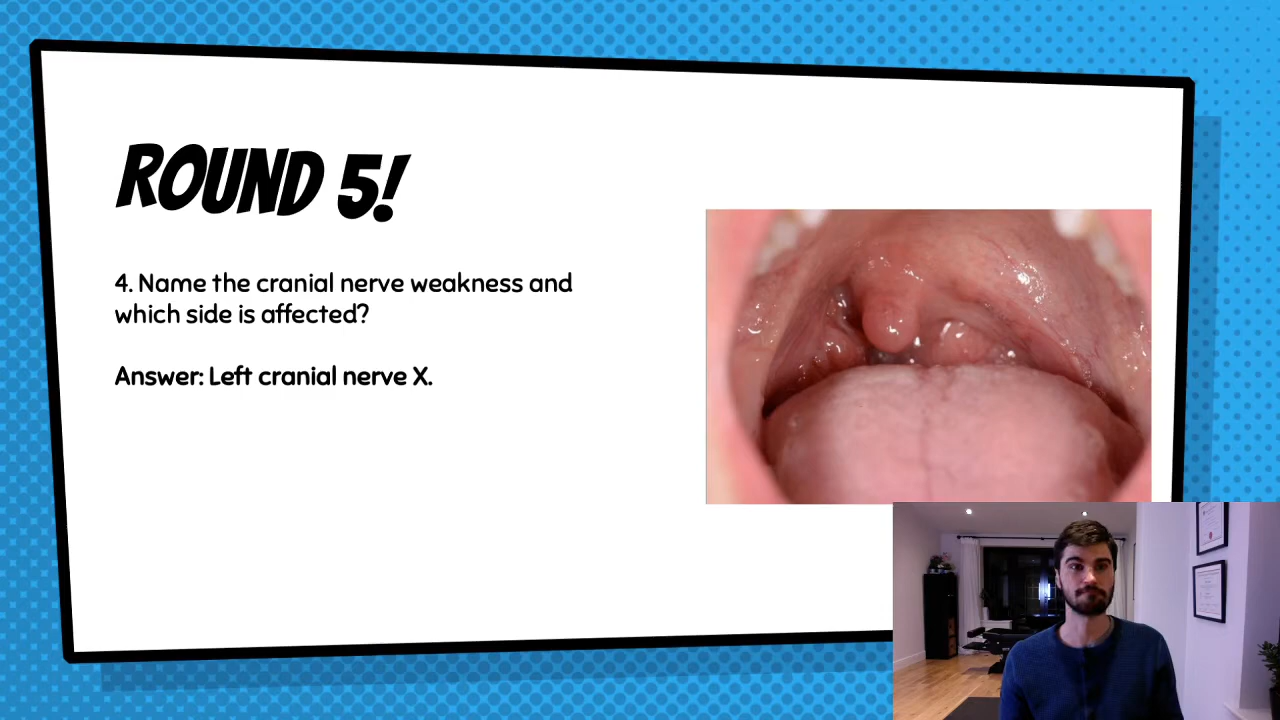 ROUND 5!
4. Name the cranial nerve weakness and
which side is affected?
Answer: Left cranial nerve X.